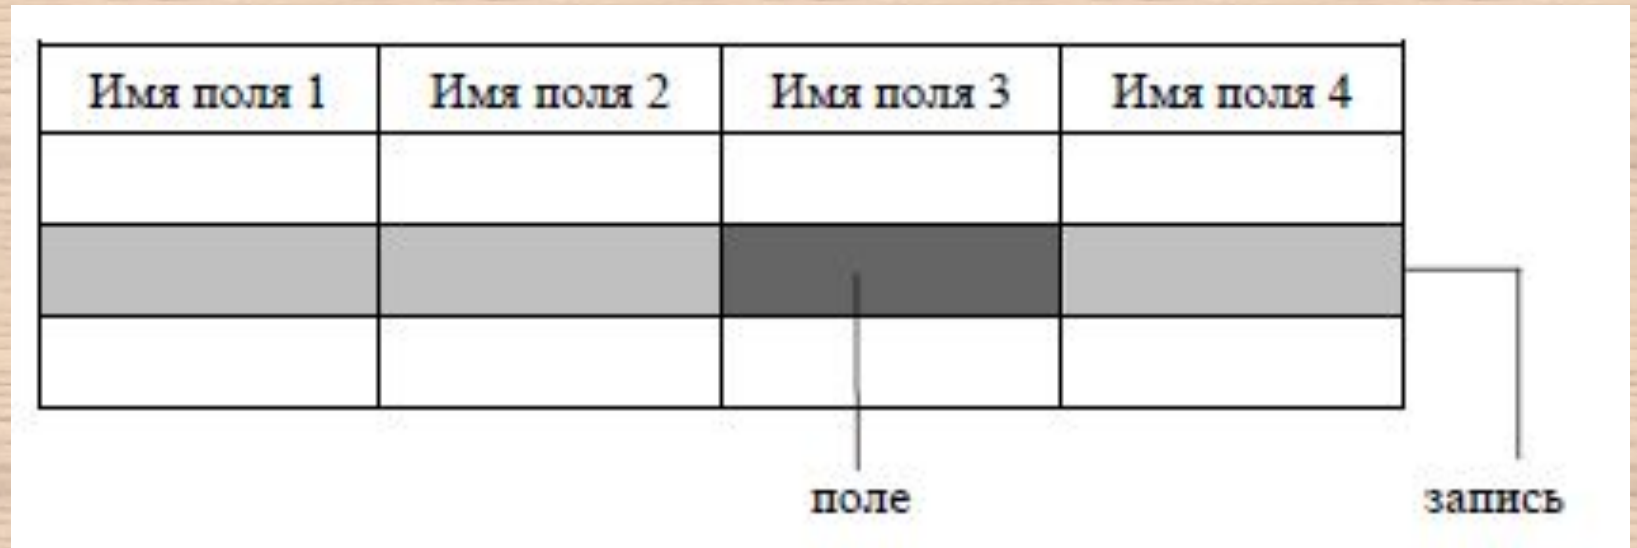 Имя поля 1 Имя поля 2 Имя поля 3 Имя поля 4
поле запись